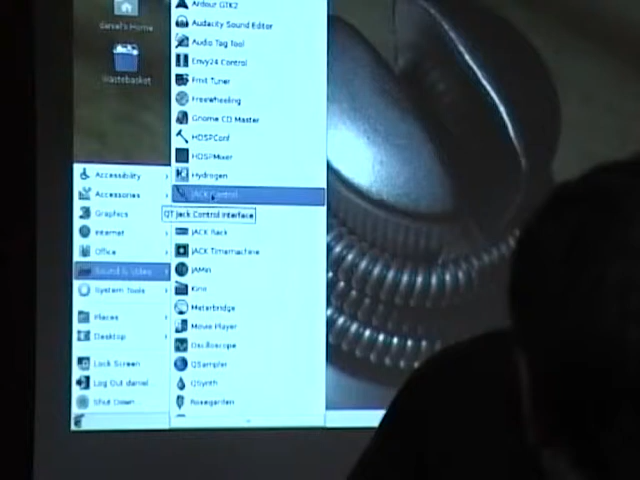 Daniel's Home
Wastebasket
Ardour GTK2
Audacity Sound Editor
Audio Tag Tool
Envy24 Control
Fmit Tuner
FreeWheeling
Gnome CD Master
HDSPConf
HDSPMixer
Hydrogen
JACK Control
QT Jack Control interface
JACK Rack
JACK Timemachine
JAMin
Kino
Meterbridge
Movie Player
Oscilloscope
QSampler
QSynth
Rosegarden
Accessibility
Accessories
Graphics
Internet
Office
Sound & Video
System Tools
Places
Desktop
Lock Screen
Log Out daniel
Shut Down